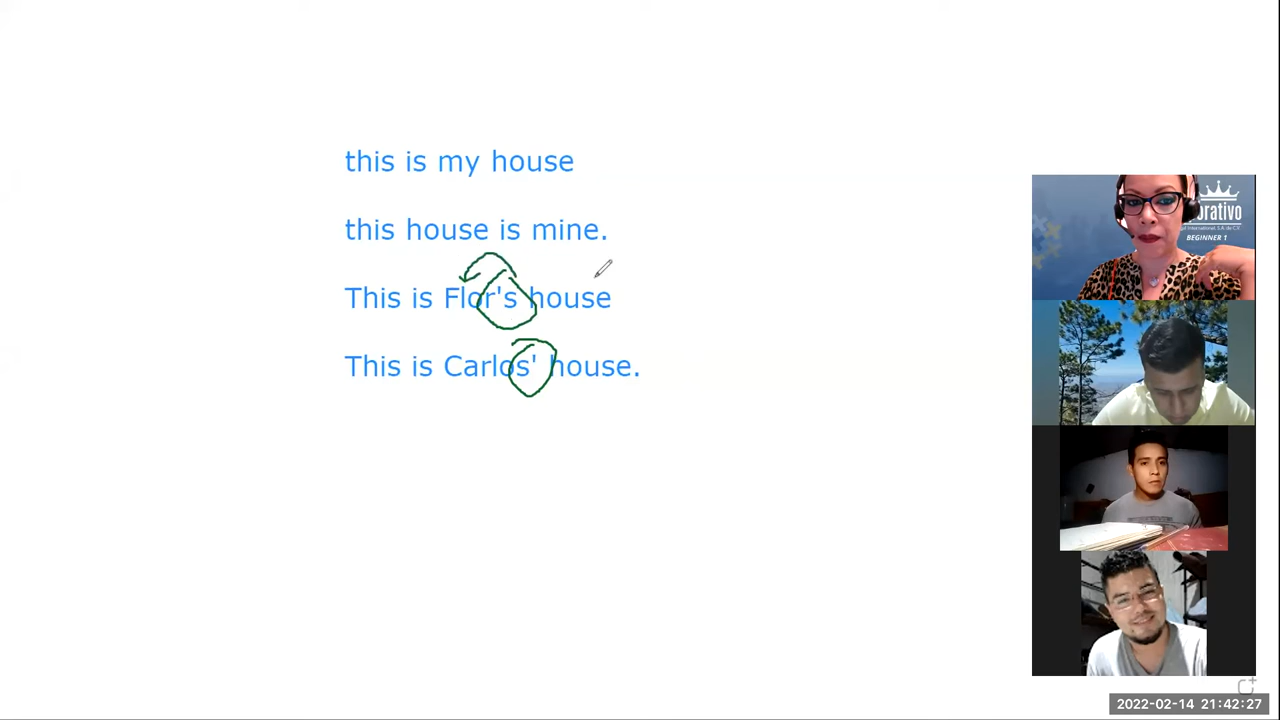 this is my house
this house is mine.
This is Flor's house
This is Carlos' house.
BEGINNER 1
2022-02-14 21:42:27